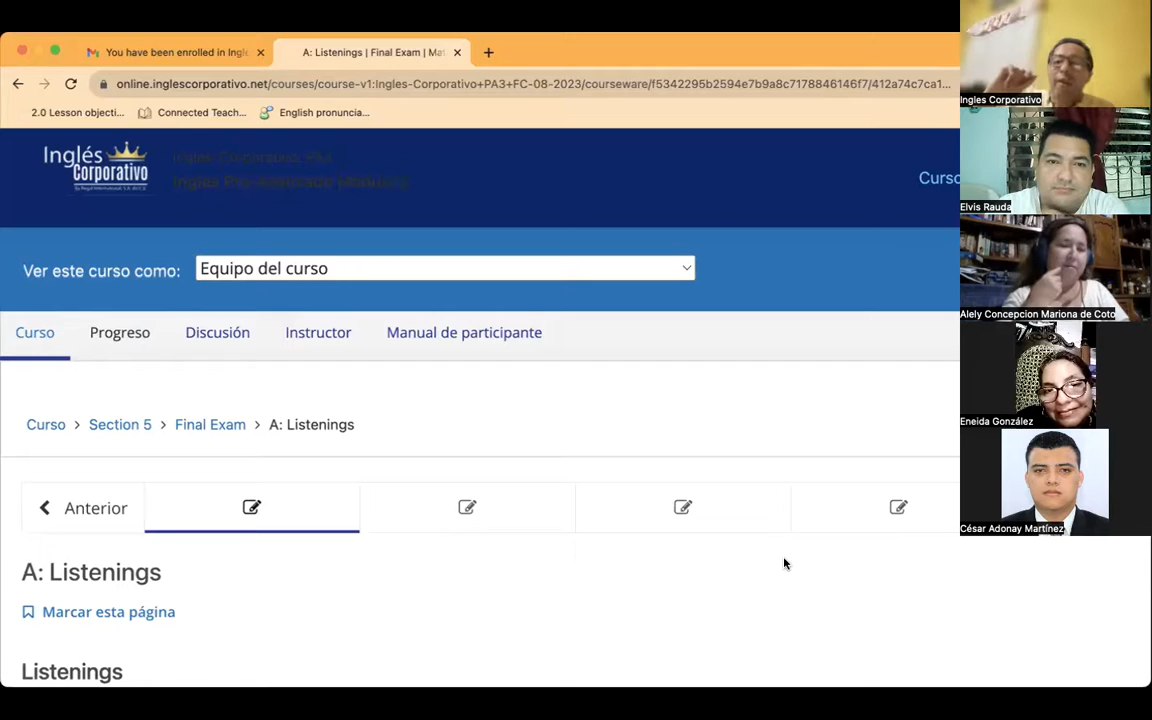 You have been enrolled in Ingl
A: Listenings | Final Exam | Ma
online.inglescorporativo.net/courses/course-v1:Ingles-Corporativo+PA3+FC-08-2023/courseware/f5342295b2594e7b9a8c7178846146f7/412a74c7ca1...
2.0 Lesson objecti...
Connected Teach...
English pronuncia...
Inglés
Corporativo
Curso
Ver este curso como:
Equipo del curso
Curso
Progreso
Discusión
Instructor
Manual de participante
Curso > Section 5 > Final Exam > A: Listenings
Anterior
A: Listenings
Marcar esta página
Listenings
Ingles Corporativo
Elvis Rauda
Alely Concepcion Mariona de Coto
Eneida González
César Adonay Martínez